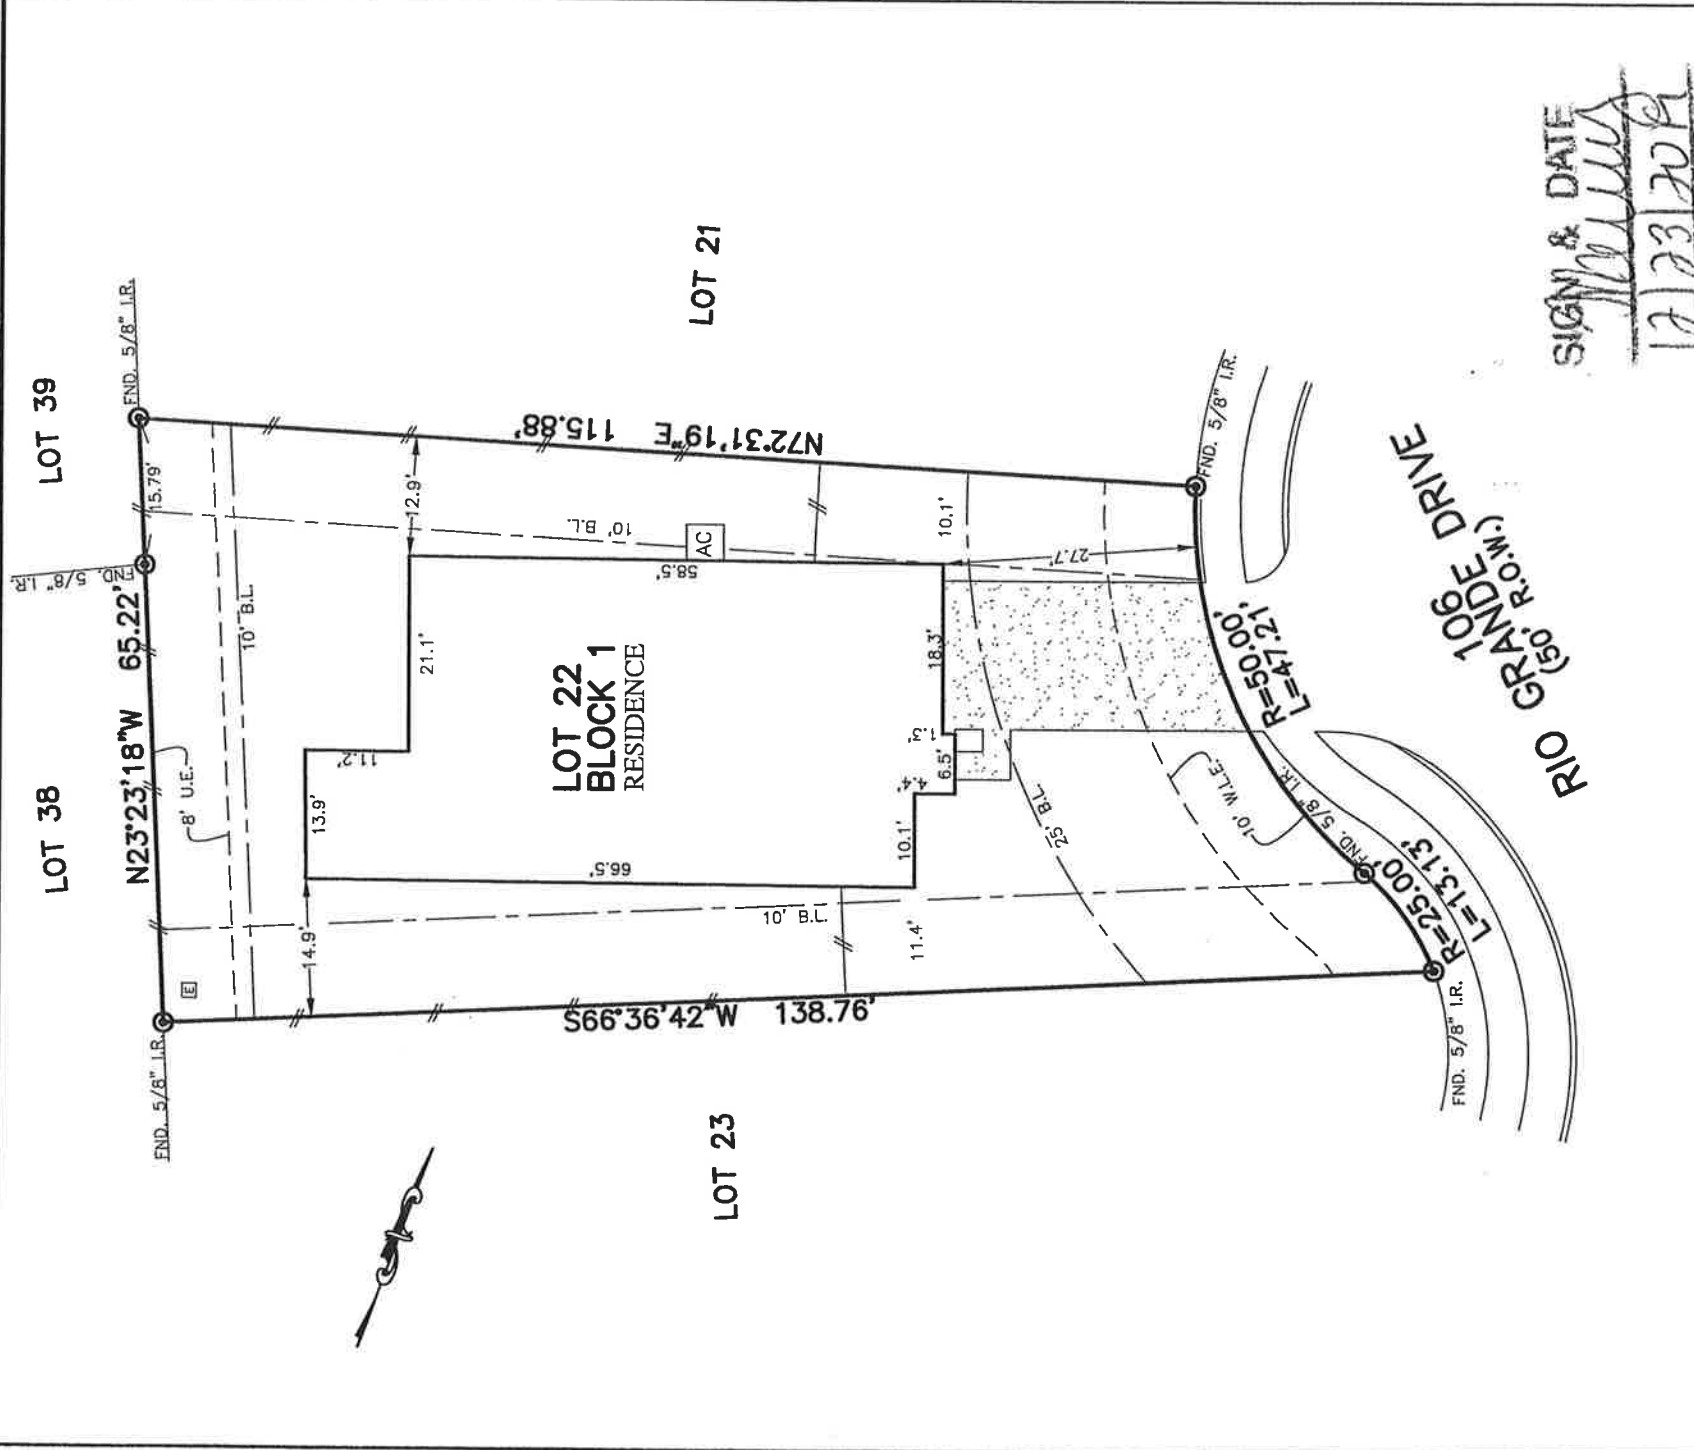 LOT 39
LOT 38
FND. 5/8" I.R.
15.79'
FND. 5/8" I.R.
N23°23'18"W 65.22'
8' U.E.
10' B.L.
LOT 21
N72°31'19"E 115.88'
12.9'
10' B.L.
AC
58.5'
21.1'
11.2'
13.9'
LOT 22
BLOCK 1
RESIDENCE
66.5'
14.9'
10' B.L.
11.4'
E
FND. 5/8" I.R.
S66°36'42"W 138.76'
LOT 23
10.1'
27.7'
18.3'
1.3'
6.5'
4.4'
10.1'
25' B.L.
10' W.L.E.
FND. 5/8" I.R.
R=50.00'
L=47.21'
FND. 5/8" I.R.
R=25.00'
L=13.13'
FND. 5/8" I.R.
106
RIO GRANDE DRIVE
(50' R.O.W.)
SIGN & DATE